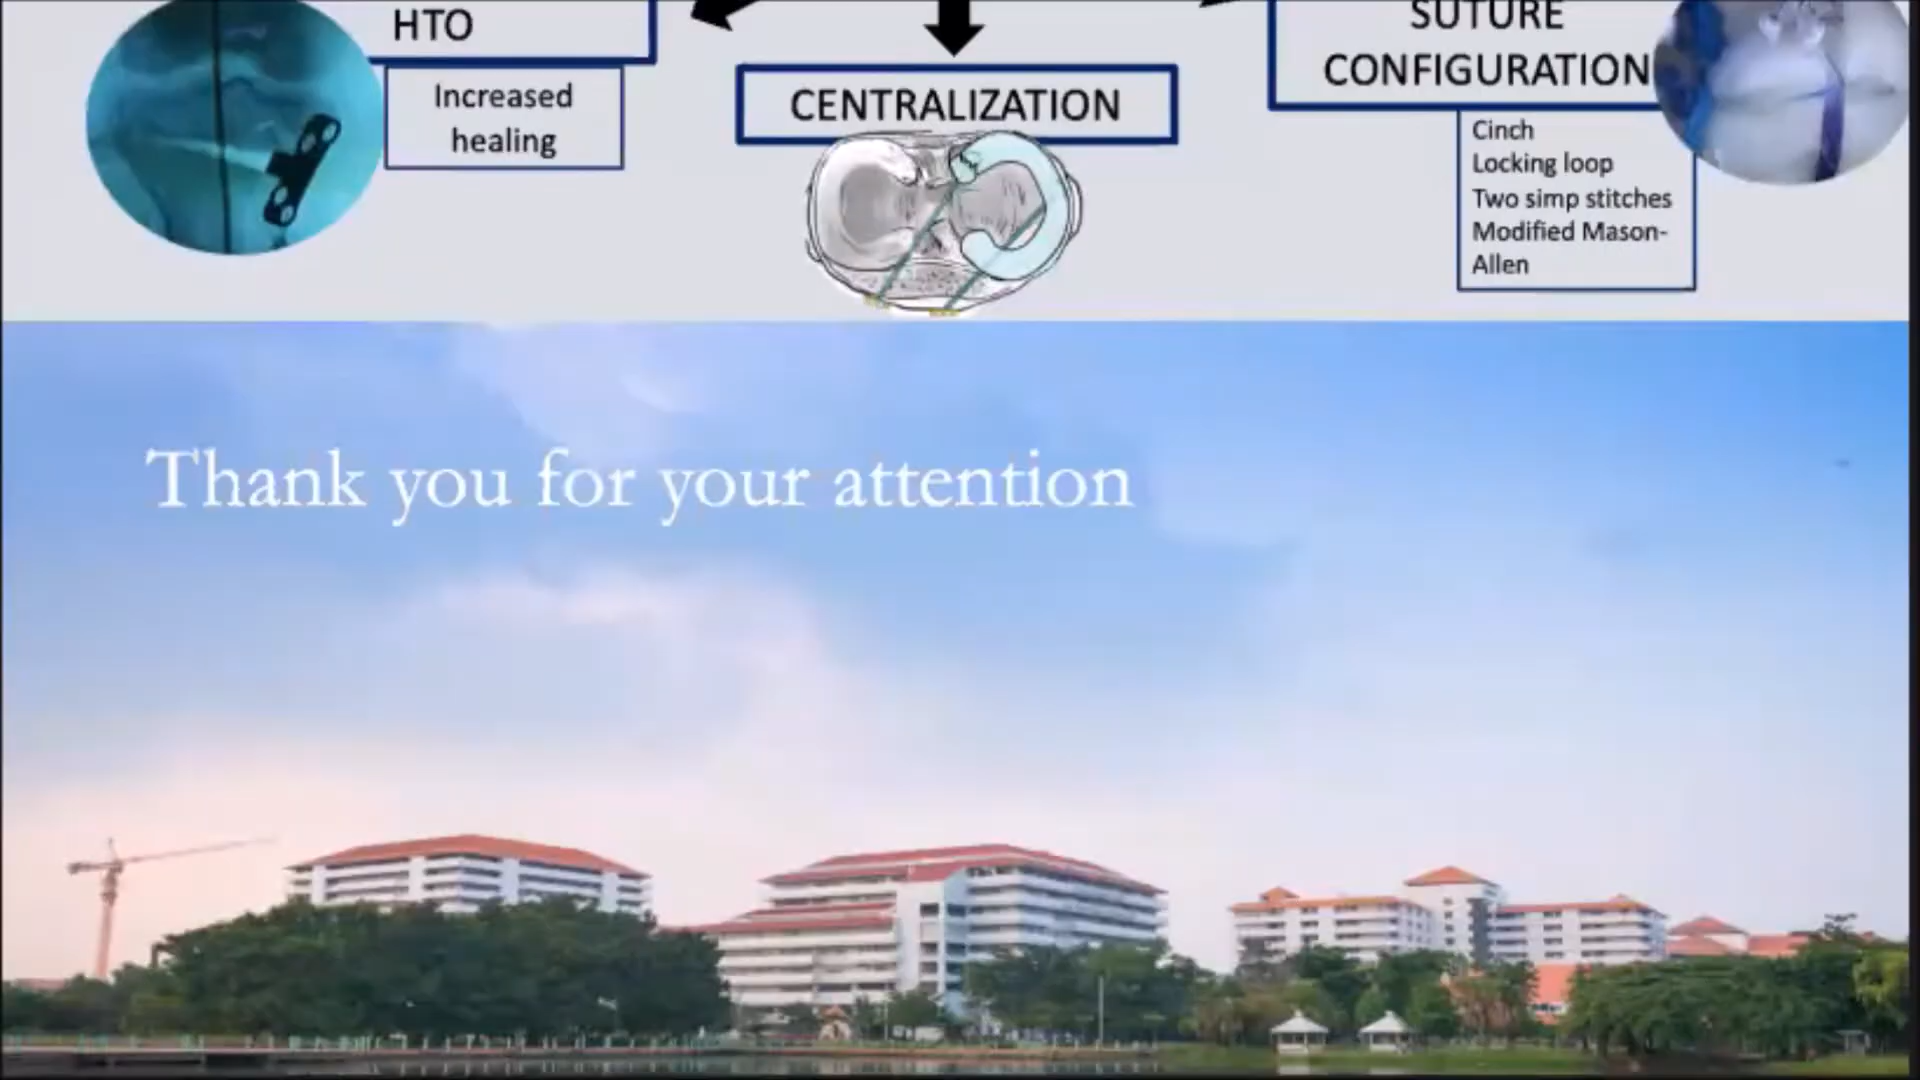 HTO
Increased
healing
CENTRALIZATION
SUTURE
CONFIGURATION
Cinch
Locking loop
Two simp stitches
Modified Mason-
Allen
Thank you for your attention